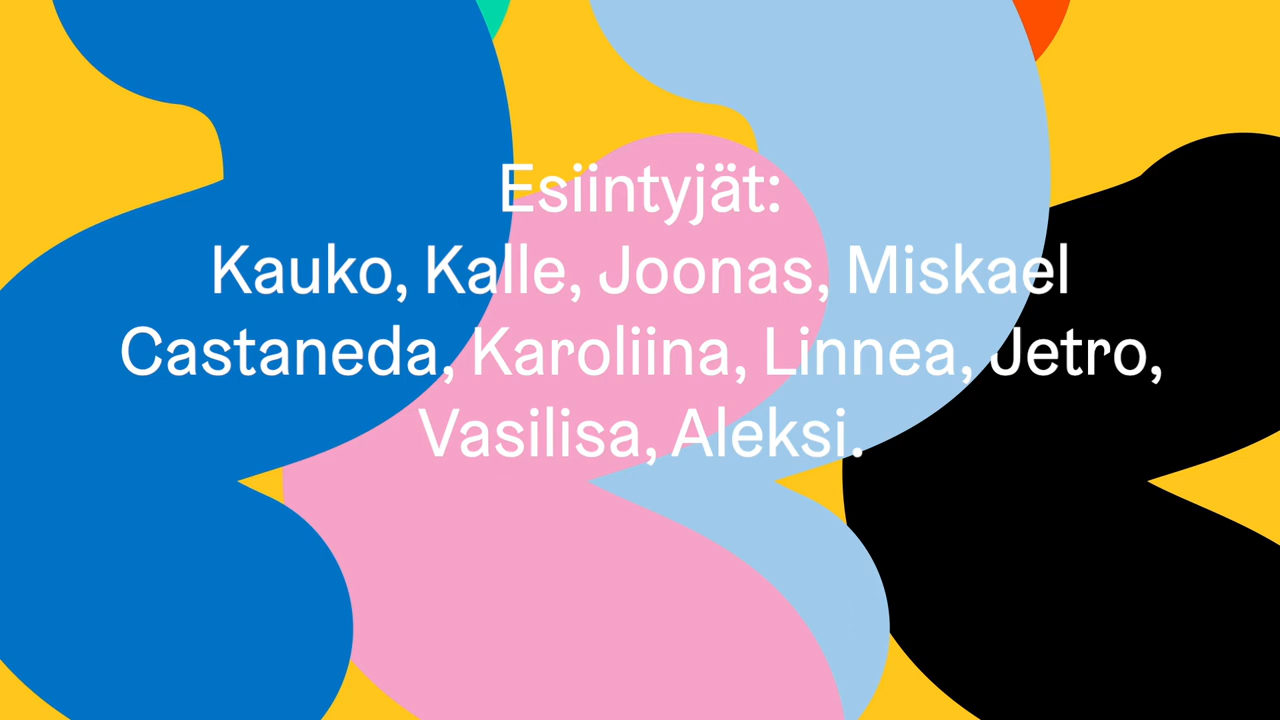 Esiintyjät:
Kauko, Kalle, Joonas, Miskael
Castaneda, Karoliina, Linnea, Jetro,
Vasilisa, Aleksi.